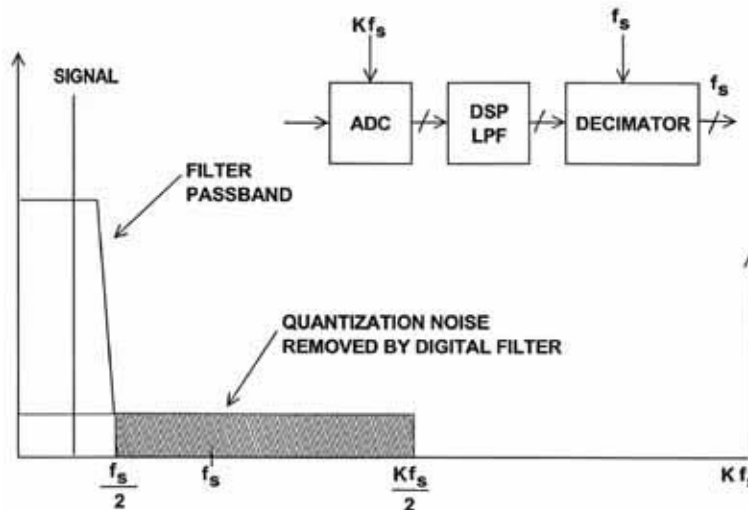 Kfs
fs
SIGNAL
fs
ADC
DSP
LPF
DECIMATOR
FILTER
PASSBAND
QUANTIZATION NOISE
REMOVED BY DIGITAL FILTER
fs
2
fs
Kfs
2